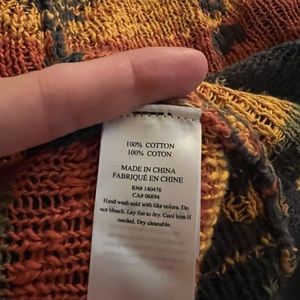 100% COTTON
100% COTON
MADE IN CHINA
FABRIQUÉ EN CHINE
RN# 140476
CA# 06894
Hand wash cold with like colors. Do
not bleach. Lay flat to dry. Cool iron if
needed. Dry cleanable.